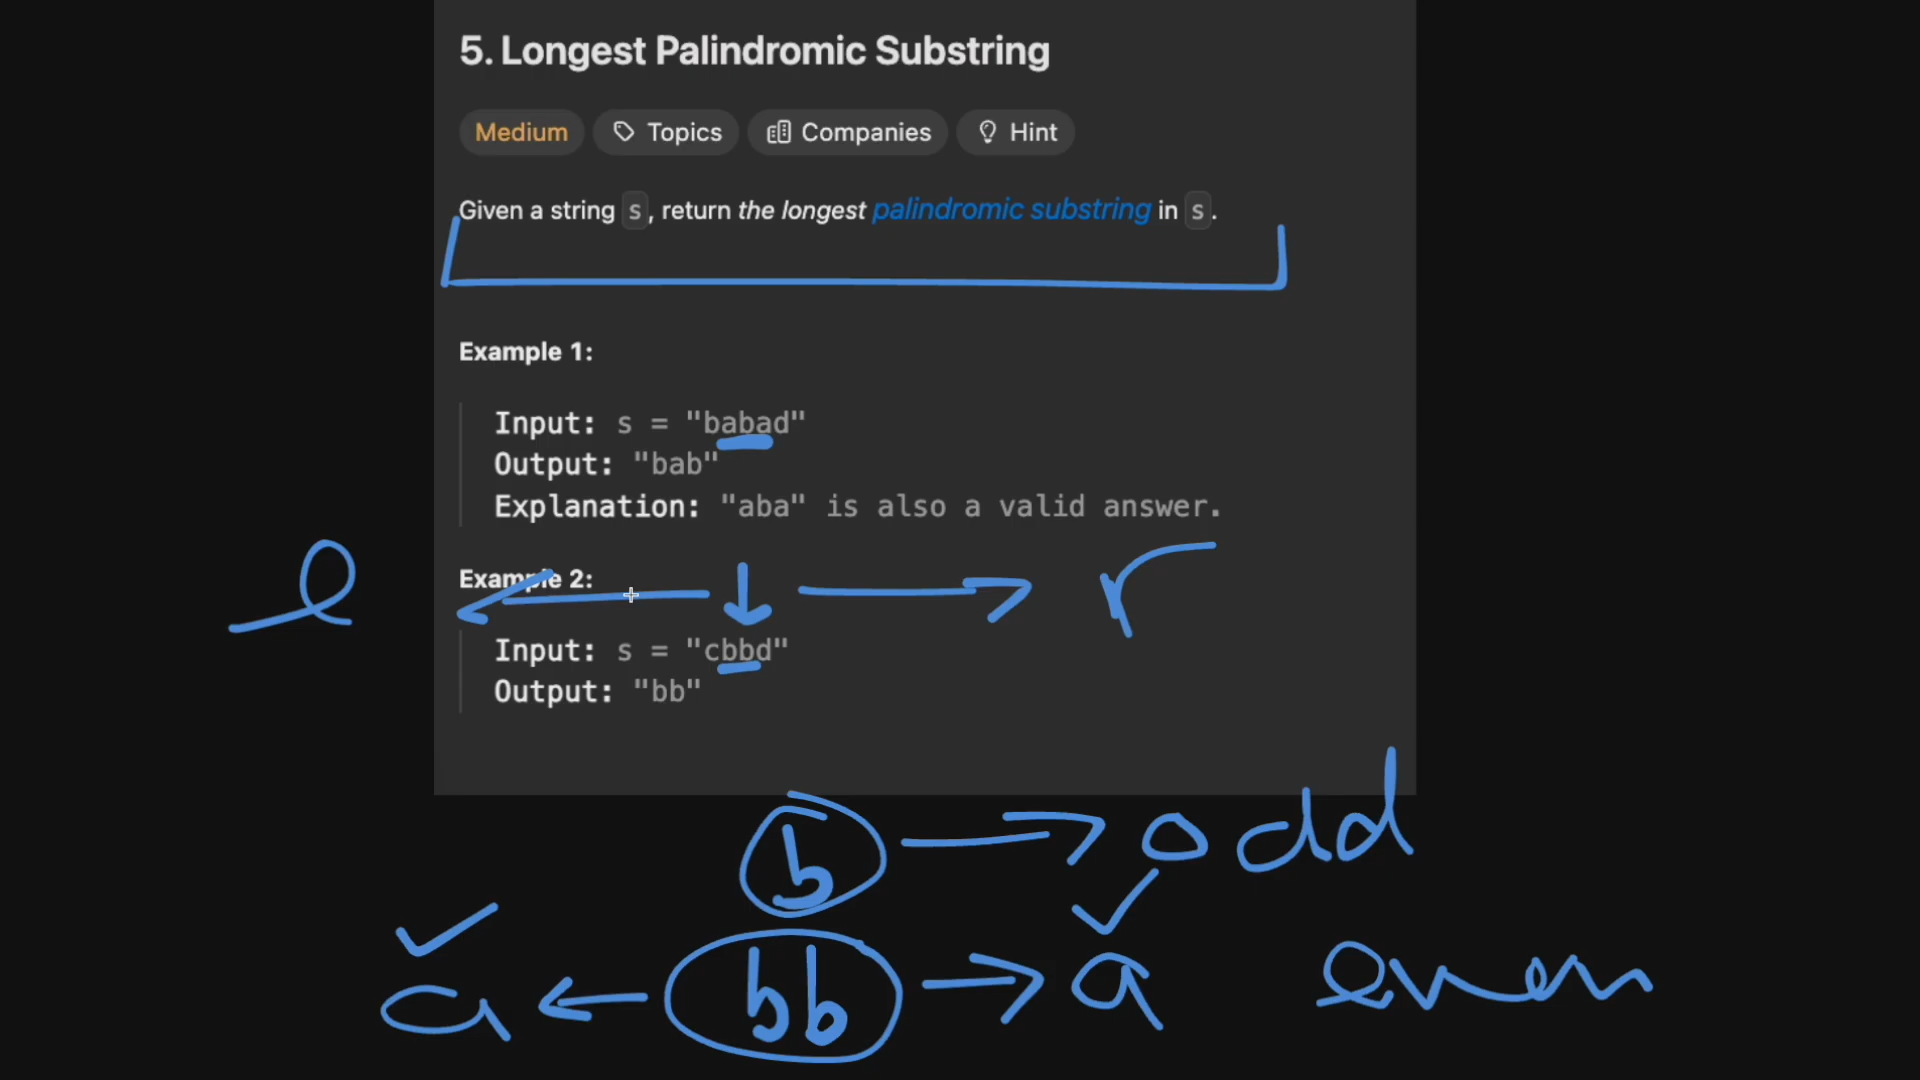 5. Longest Palindromic Substring
Medium Topics Companies Hint
Given a string s, return the longest palindromic substring in s.
Example 1:
Input: s = "babad"
Output: "bab"
Explanation: "aba" is also a valid answer.
Example 2:
l r
Input: s = "cbbd"
Output: "bb"
b odd
a bb a even